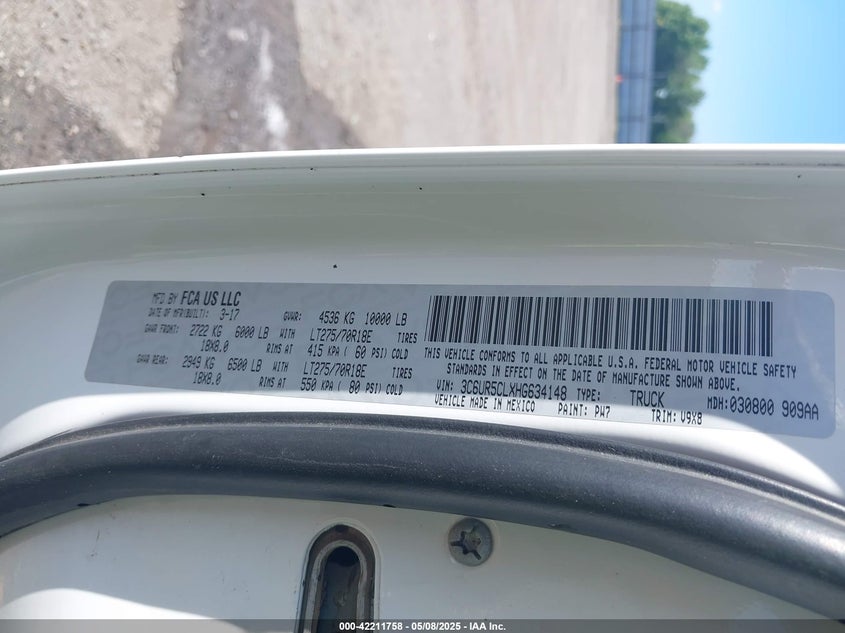 MFD BY FCA US LLC
DATE OF MFR(BUILT): 3-17 GVWR: 4536 KG 10000 LB
GAWR FRONT: 2722 KG 6000 LB WITH LT275/70R18E TIRES
18X8.0 RIMS AT 415 KPA ( 60 PSI) COLD
GAWR REAR: 2949 KG 6500 LB WITH LT275/70R18E TIRES
18X8.0 RIMS AT 550 KPA ( 80 PSI) COLD
THIS VEHICLE CONFORMS TO ALL APPLICABLE U.S.A. FEDERAL MOTOR VEHICLE SAFETY
STANDARDS IN EFFECT ON THE DATE OF MANUFACTURE SHOWN ABOVE.
VIN: 3C6UR5CLXHG634148 TYPE: TRUCK MDH: 030800 909AA
VEHICLE MADE IN MEXICO PAINT: PW7 TRIM: V9X8
000-42211758 - 05/08/2025 - IAA Inc.